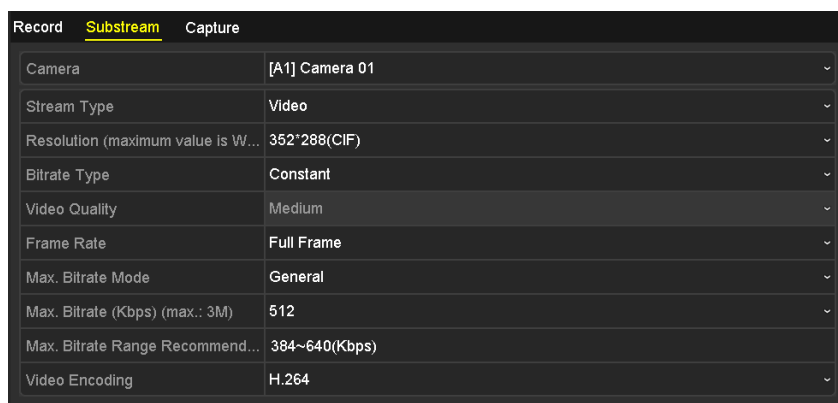 Record Substream Capture
Camera [A1] Camera 01
Stream Type Video
Resolution (maximum value is W... 352*288(CIF)
Bitrate Type Constant
Video Quality Medium
Frame Rate Full Frame
Max. Bitrate Mode General
Max. Bitrate (Kbps) (max.: 3M) 512
Max. Bitrate Range Recommend... 384~640(Kbps)
Video Encoding H.264